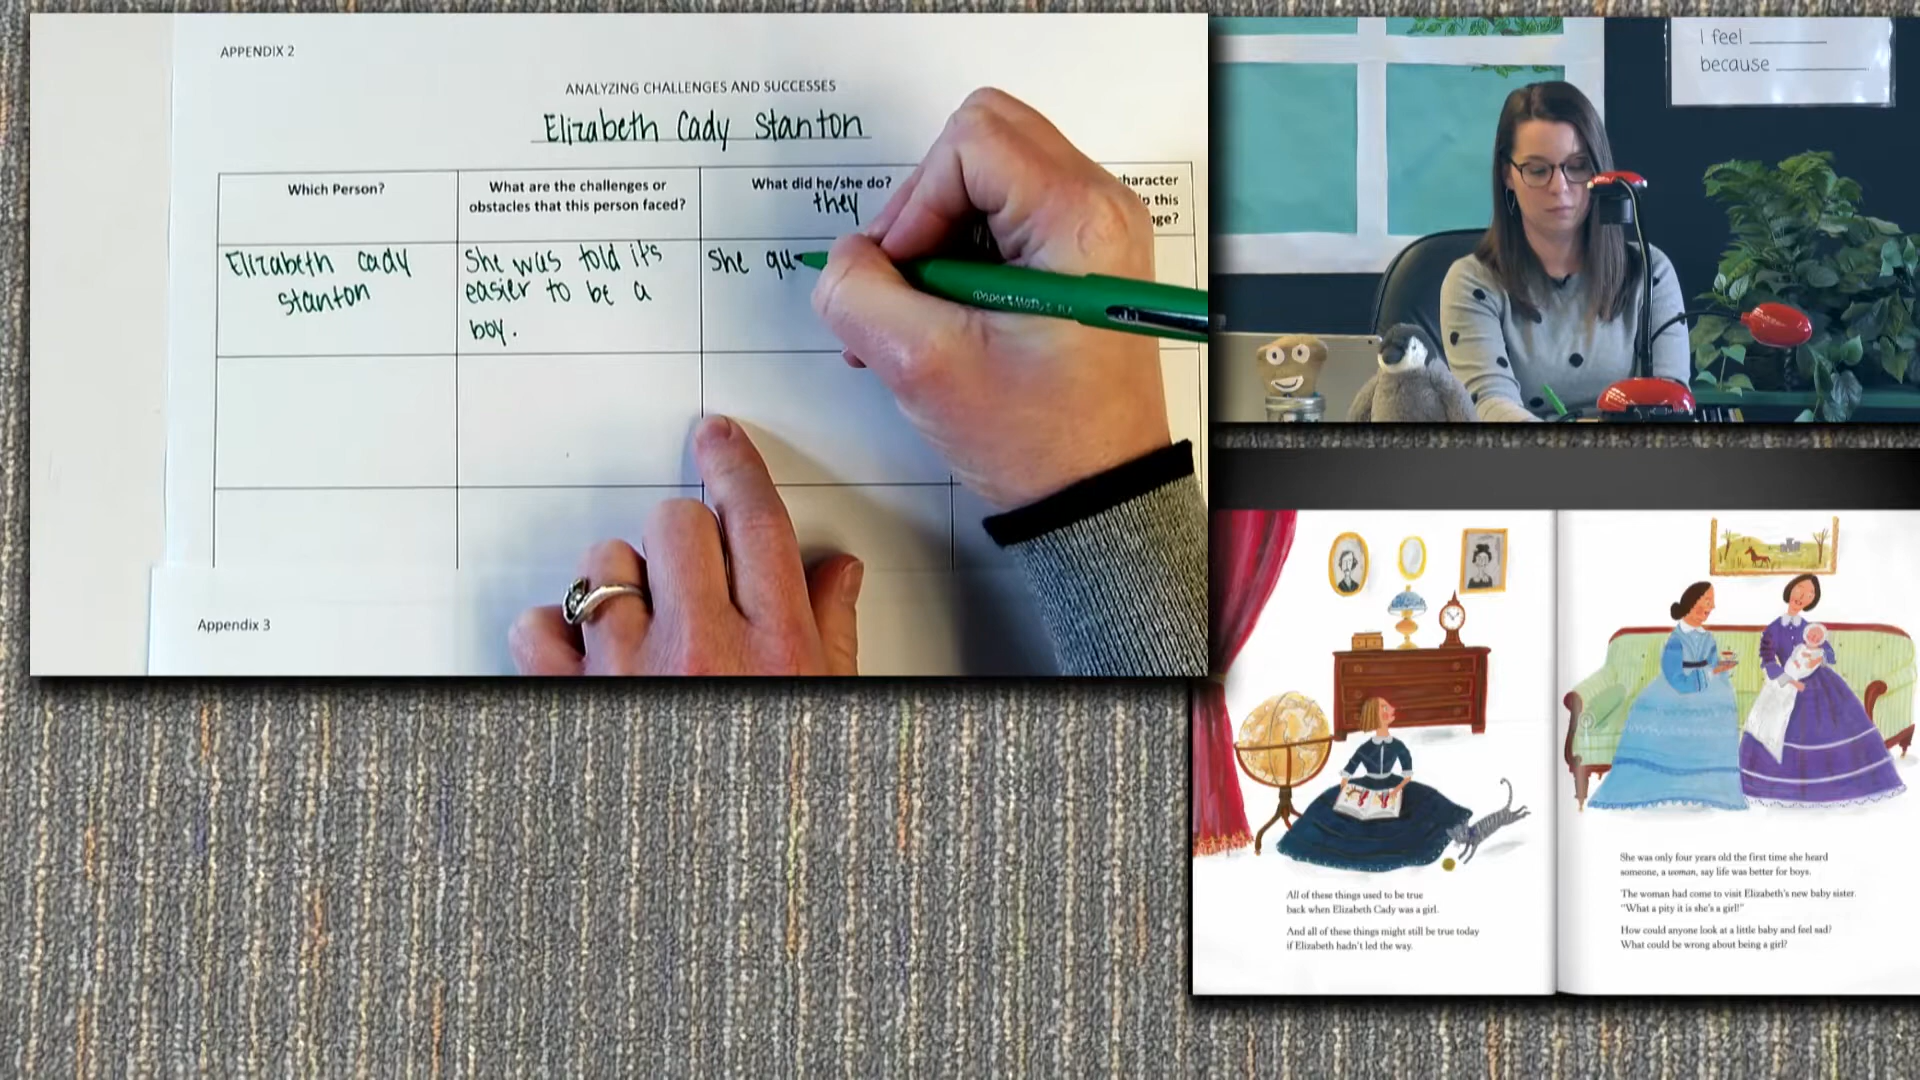 APPENDIX 2
ANALYZING CHALLENGES AND SUCCESSES
Elizabeth Cady Stanton
Which Person?
What are the challenges or
obstacles that this person faced?
What did he/she do?
they
character
this
Elizabeth Cady
Stanton
She was told it's
easier to be a
boy.
She qu
Appendix 3
I feel
because
All of these things used to be true
back when Elizabeth Cady was a girl.
And all of these things might still be true today
if Elizabeth hadn't led the way.
She was only four years old the first time she heard
someone, a woman, say life was better for boys.
The woman had come to visit Elizabeth's new baby sister.
"What a pity it is she's a girl!"
How could anyone look at a little baby and feel sad?
What could be wrong about being a girl?